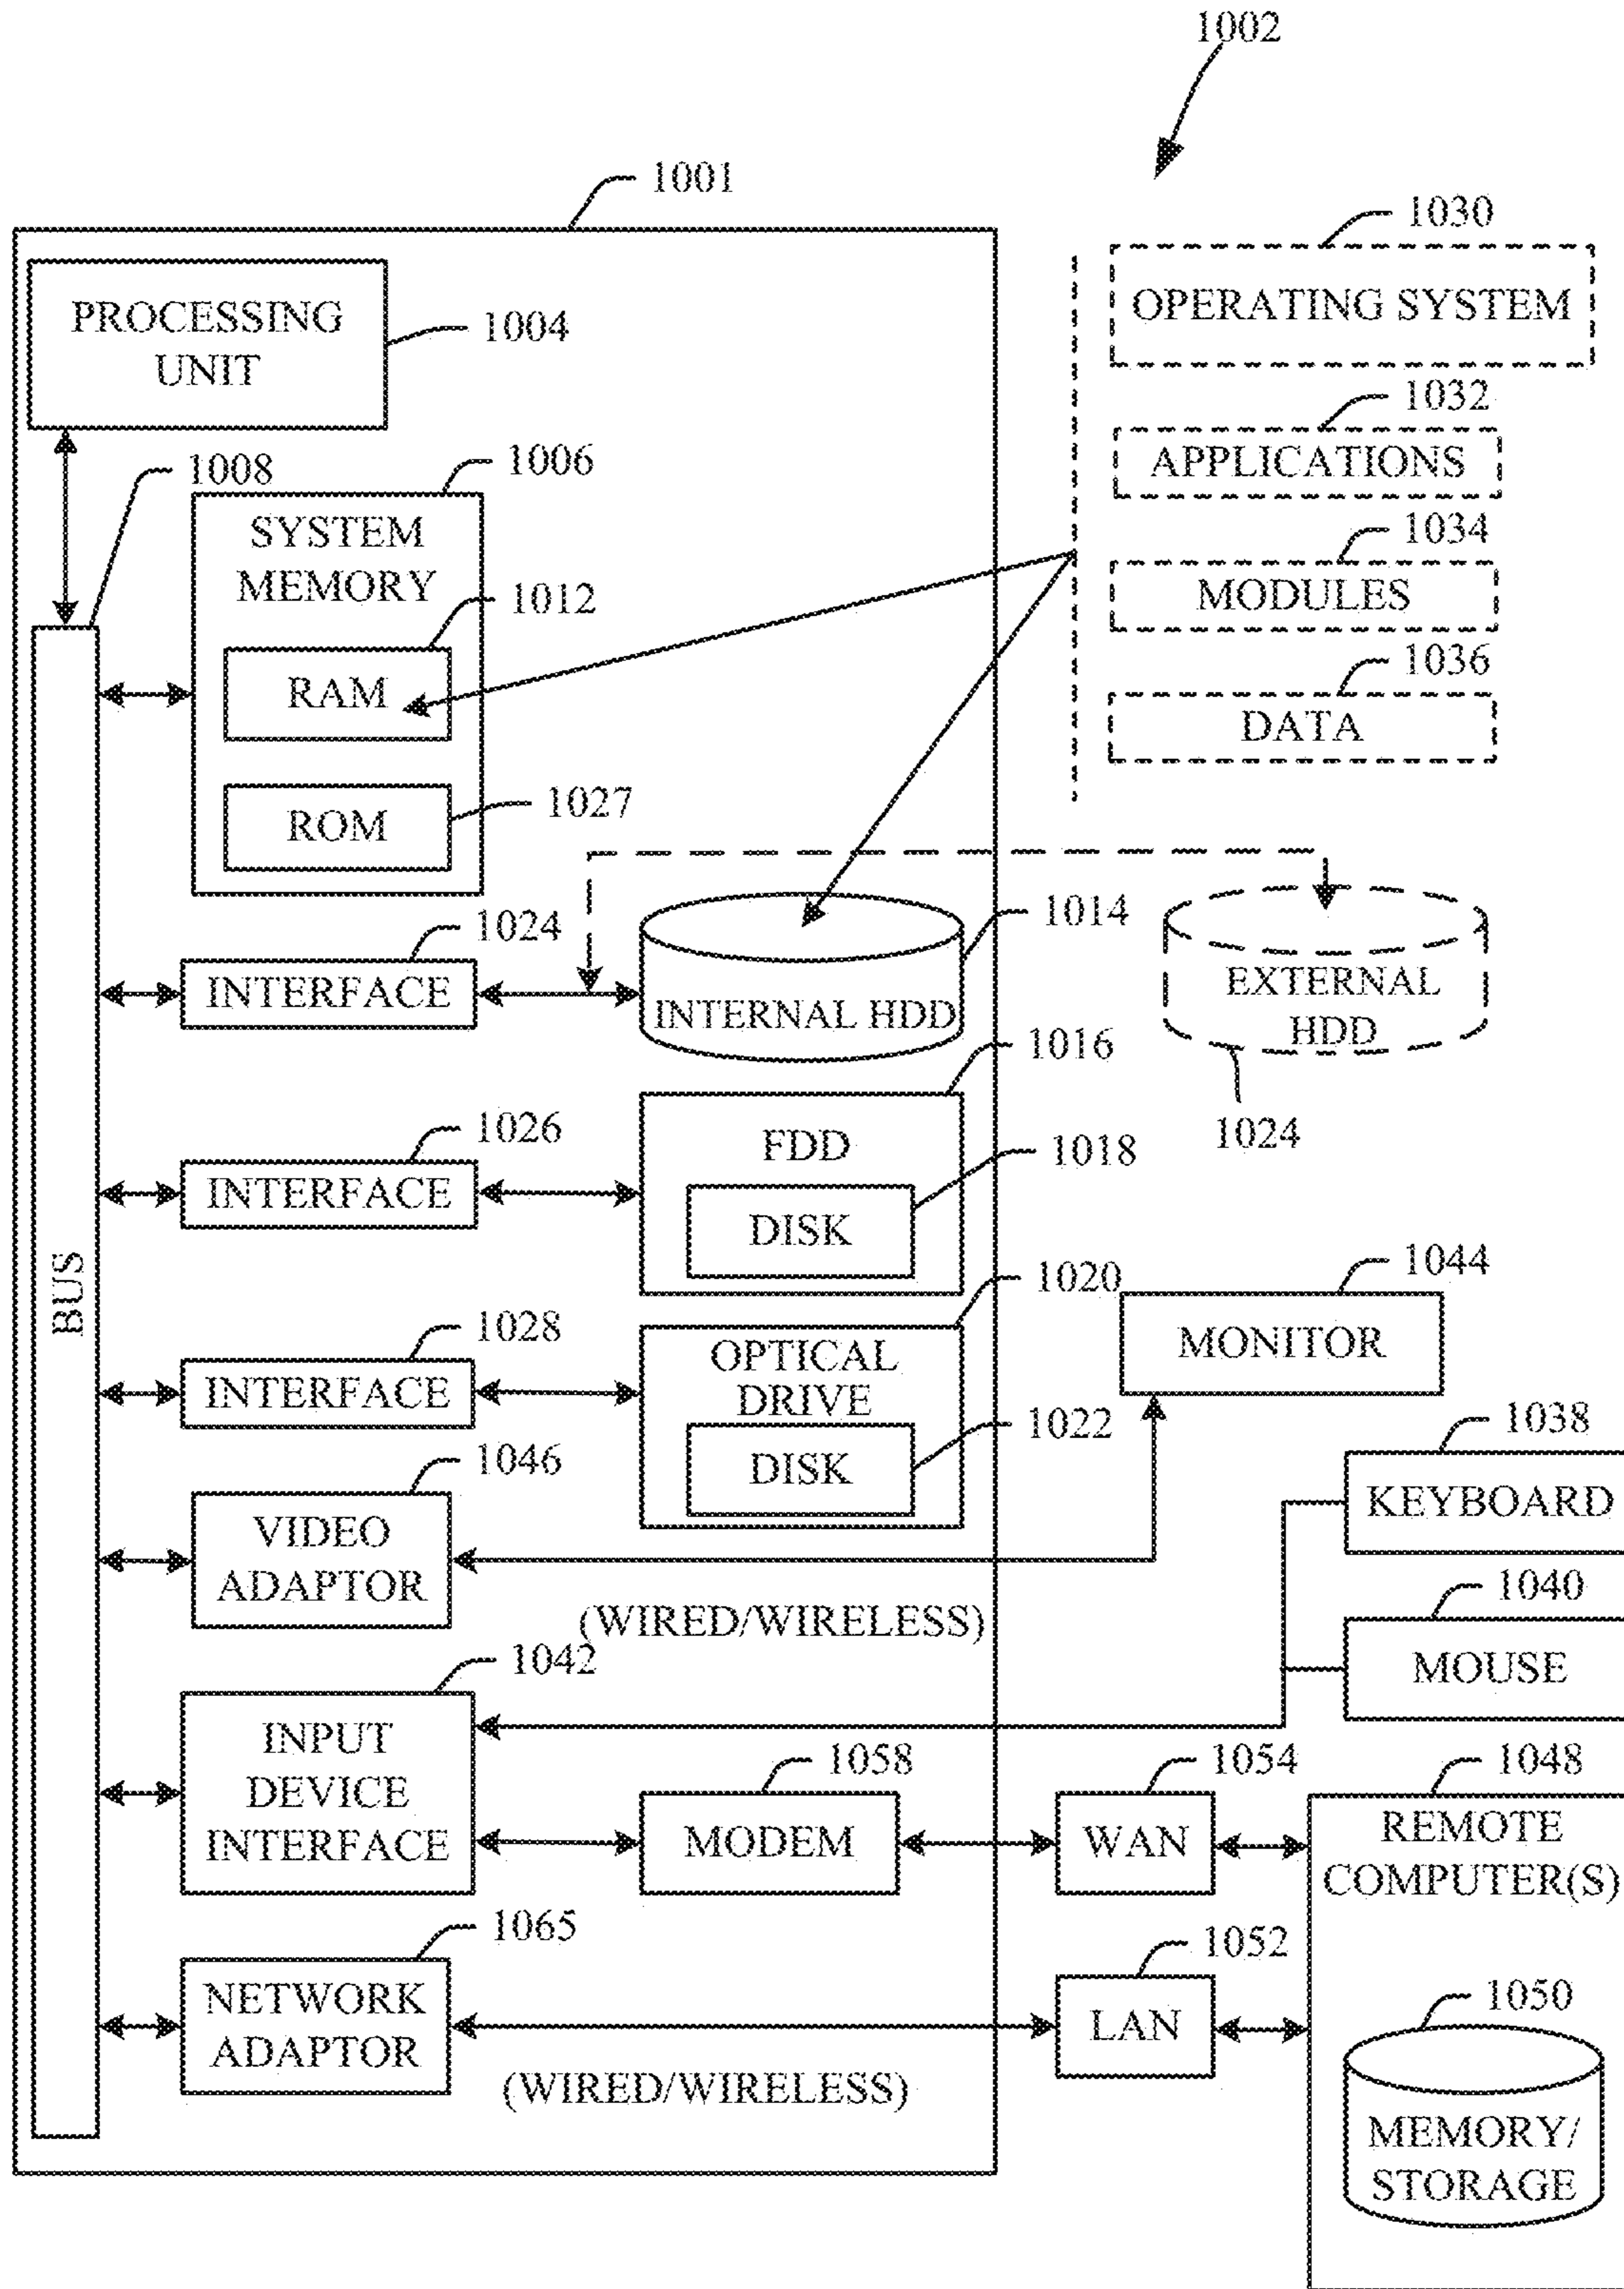 1002
1001
1030
OPERATING SYSTEM
PROCESSING
UNIT
1004
1032
APPLICATIONS
1008
1006
SYSTEM
MEMORY
1034
MODULES
1012
RAM
1036
DATA
1027
ROM
1024
INTERFACE
1014
INTERNAL HDD
EXTERNAL
HDD
1024
1016
FDD
1026
INTERFACE
1018
DISK
BUS
1020
OPTICAL
DRIVE
1044
MONITOR
1028
INTERFACE
1022
DISK
1038
KEYBOARD
1046
VIDEO
ADAPTOR
(WIRED/WIRELESS)
1040
MOUSE
1042
INPUT
DEVICE
INTERFACE
1058
MODEM
1054
WAN
1048
REMOTE
COMPUTER(S)
1065
NETWORK
ADAPTOR
(WIRED/WIRELESS)
1052
LAN
1050
MEMORY/
STORAGE